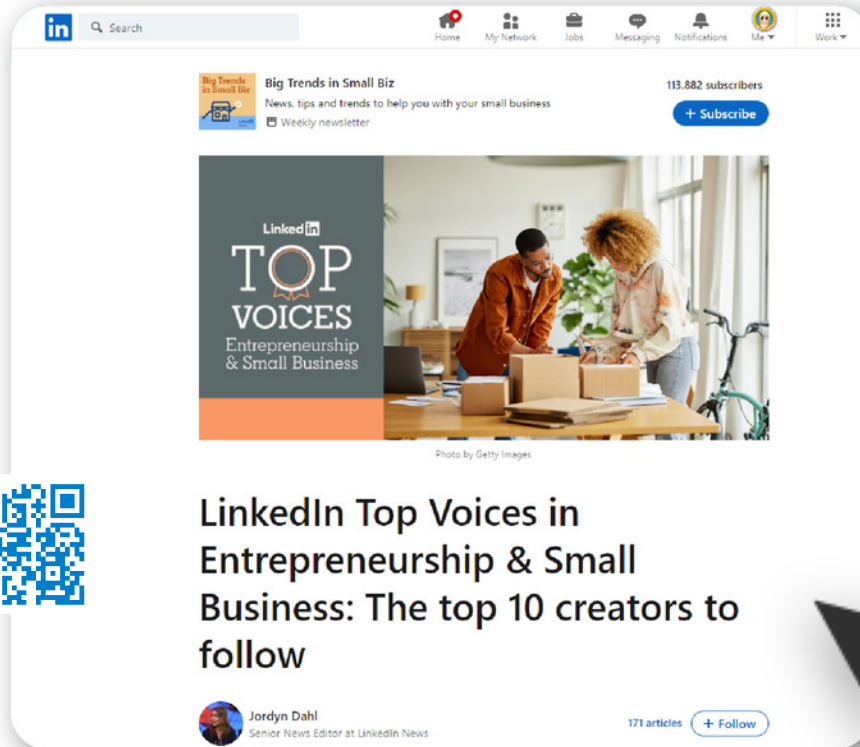 in Search
Home My Network Jobs Messaging Notifications Me Work
Big Trends
in Small Biz
Big Trends in Small Biz
News, tips and trends to help you with your small business
Weekly newsletter
113,882 subscribers
+ Subscribe
Linked in
TOP
VOICES
Entrepreneurship
& Small Business
Photo by Getty Images
LinkedIn Top Voices in
Entrepreneurship & Small
Business: The top 10 creators to
follow
Jordyn Dahl
Senior News Editor at LinkedIn News
171 articles + Follow